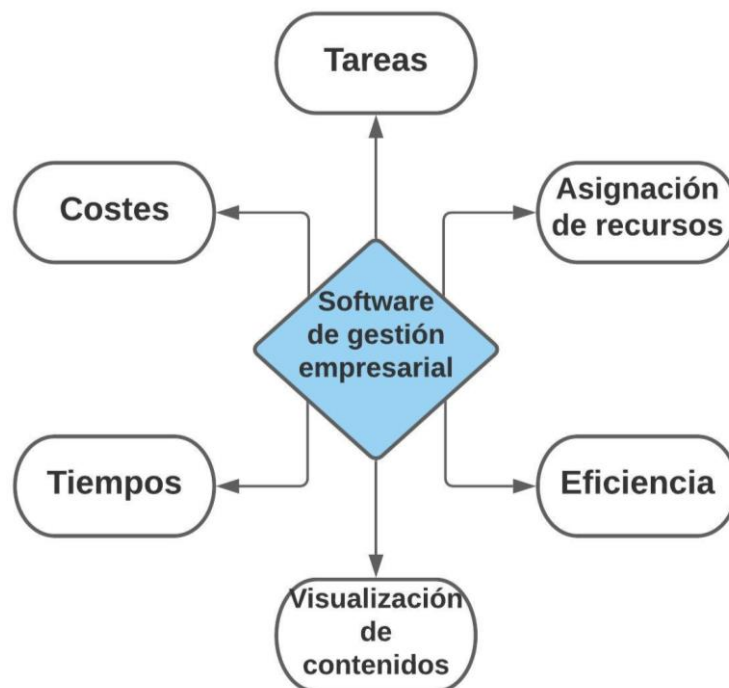 Tareas
Costes
Asignación
de recursos
Software
de gestión
empresarial
Tiempos
Eficiencia
Visualización
de
contenidos